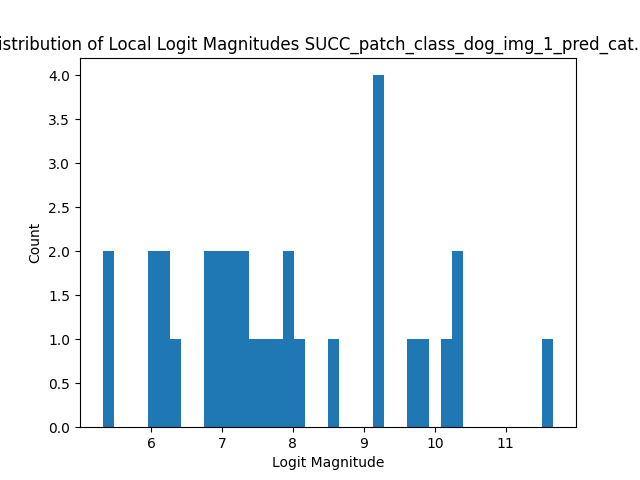 istribution of Local Logit Magnitudes SUCC_patch_class_dog_img_1_pred_cat.
4.0
3.5
3.0
2.5
2.0
1.5
1.0
0.5
0.0
Count
6 7 8 9 10 11
Logit Magnitude